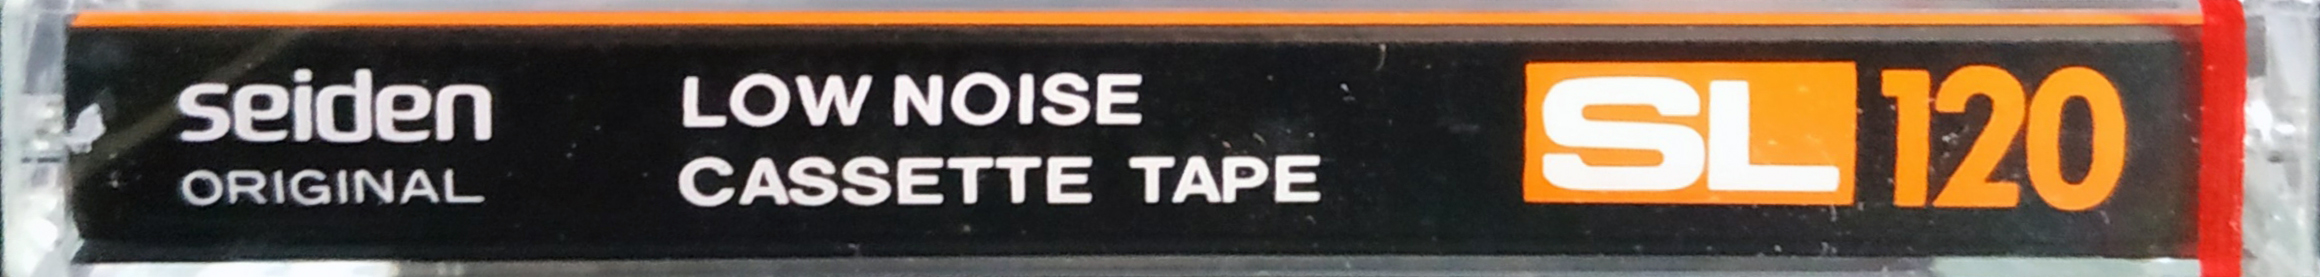 seiden
ORIGINAL
LOW NOISE
CASSETTE TAPE
SL 120